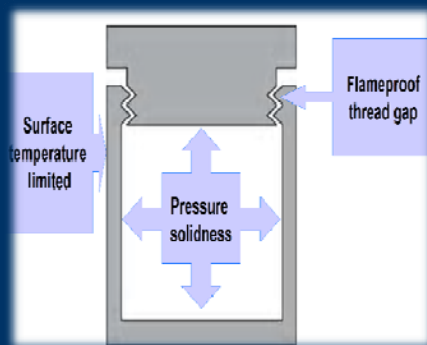 Flameproof
thread gap
Surface
temperature
limited
Pressure
solidness